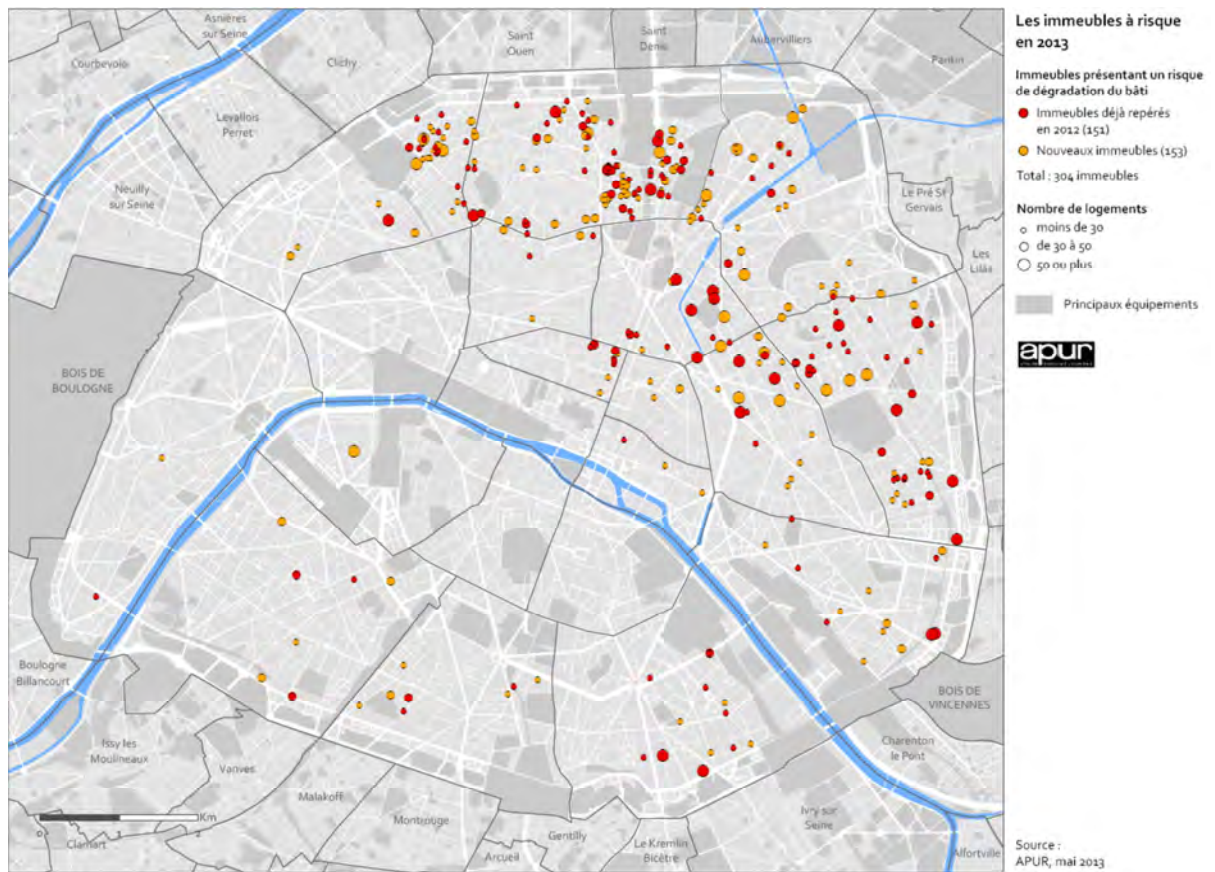 Les immeubles à risque
en 2013
Immeubles présentant un risque
de dégradation du bâti
Immeubles déjà repérés
en 2012 (151)
Nouveaux immeubles (153)
Total : 304 immeubles
Nombre de logements
moins de 30
de 30 à 50
50 ou plus
Principaux équipements
apur
Source :
APUR, mai 2013
Asnières
sur Seine
Courbevoie
Clichy
Saint
Ouen
Saint
Denis
Aubervilliers
Pantin
Levallois
Perret
Neuilly
sur Seine
Le Pré St
Gervais
Les
Lilas
BOIS DE
BOULOGNE
Boulogne
Billancourt
BOIS DE
VINCENNES
Issy les
Moulineaux
Vanves
Malakoff
Montrouge
Clamart
Arcueil
Gentilly
Le Kremlin
Bicêtre
Ivry sur
Seine
Charenton
le Pont
Alfortville
Km
0 1 2